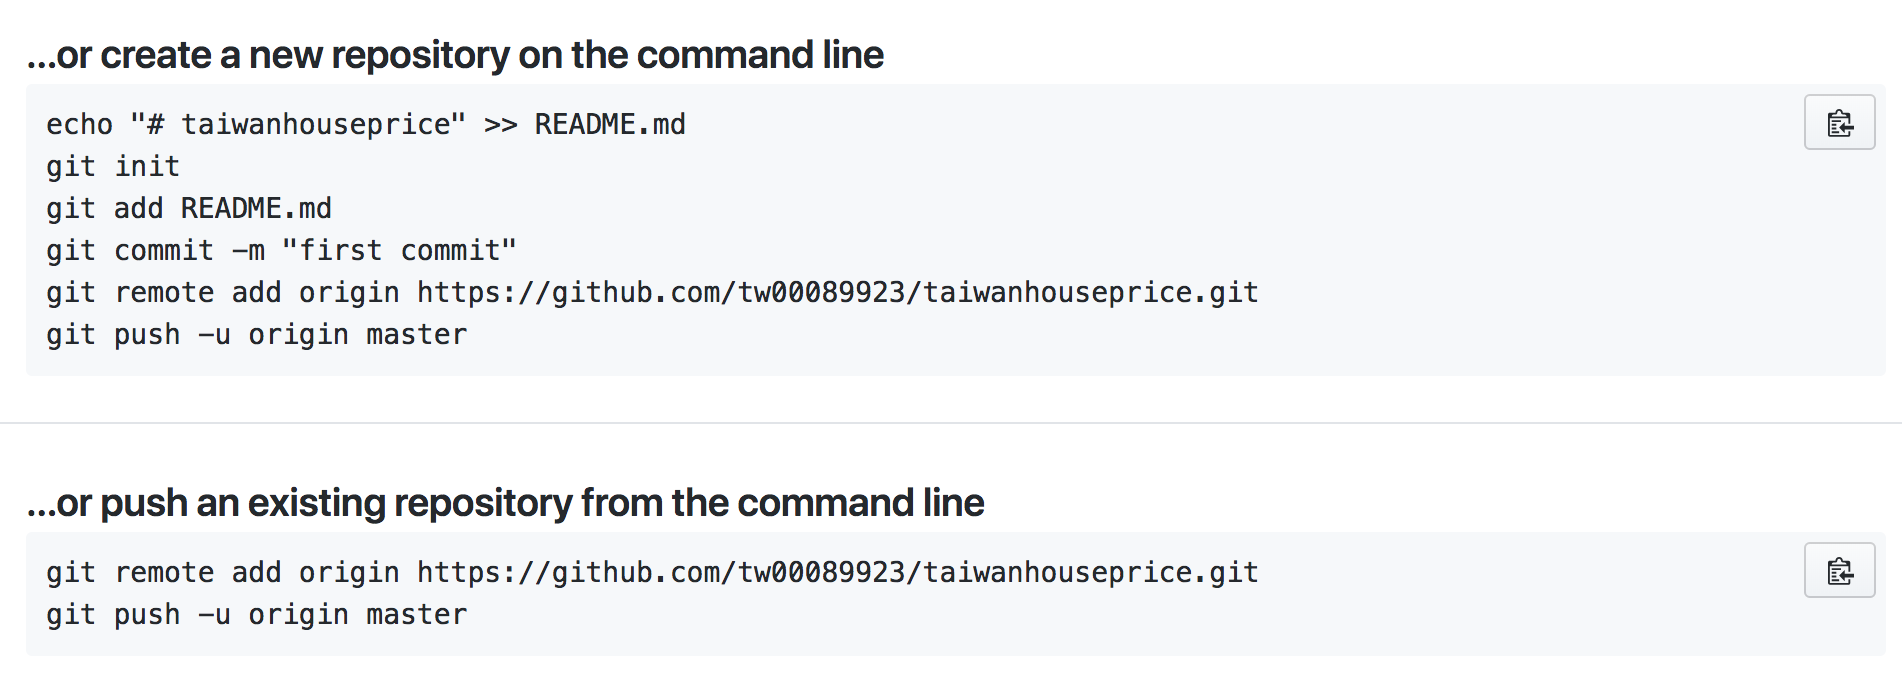 ...or create a new repository on the command line
echo "# taiwanhouseprice" >> README.md
git init
git add README.md
git commit -m "first commit"
git remote add origin https://github.com/tw00089923/taiwanhouseprice.git
git push -u origin master
...or push an existing repository from the command line
git remote add origin https://github.com/tw00089923/taiwanhouseprice.git
git push -u origin master